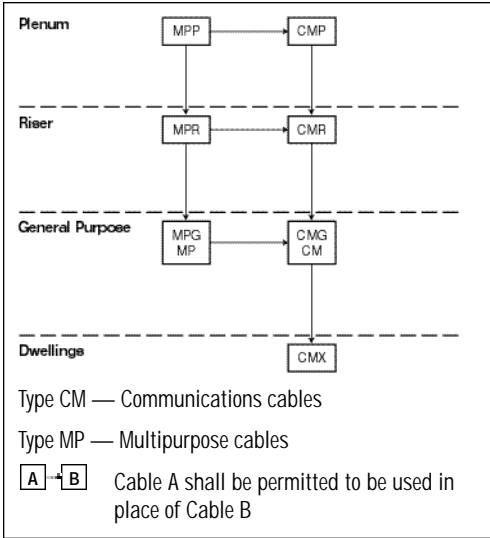 Plenum
MPP CMP
Riser
MPR CMR
General Purpose
MPG CMG
MP CM
Dwellings
CMX
Type CM — Communications cables
Type MP — Multipurpose cables
A B Cable A shall be permitted to be used in
place of Cable B